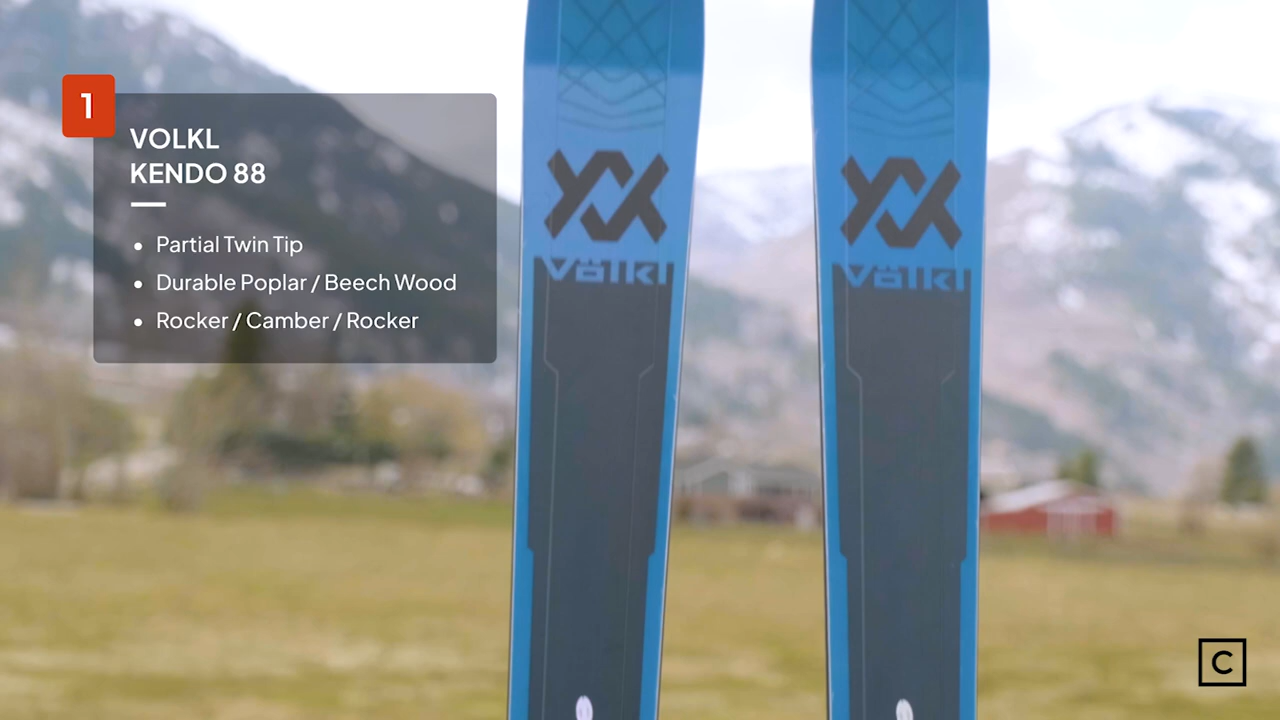 1
VOLKL
KENDO 88
• Partial Twin Tip
• Durable Poplar / Beech Wood
• Rocker / Camber / Rocker
Völkl
Völkl
C